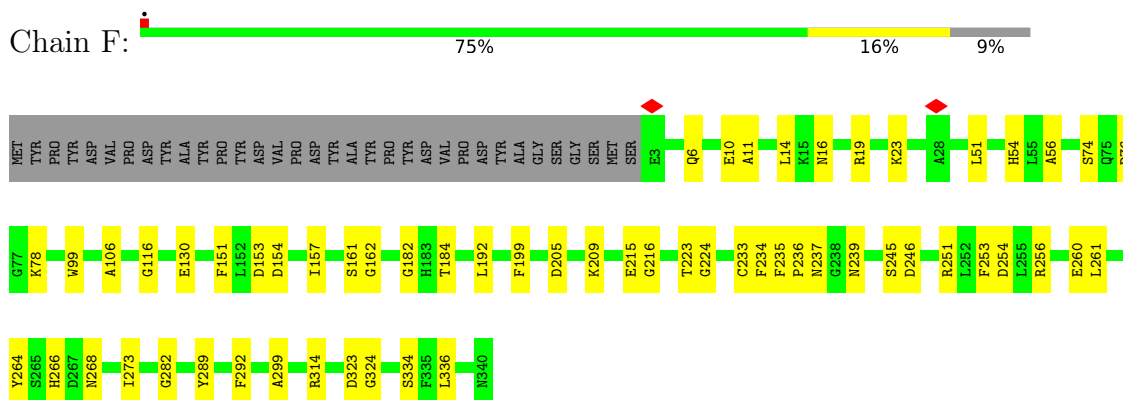 Chain F:
75% 16% 9%
MET TYR PRO TYR ASP VAL PRO ASP TYR ALA TYR PRO TYR ASP VAL PRO ASP TYR ALA TYR PRO TYR ASP VAL PRO ASP TYR ALA GLY SER GLY SER MET SER E3 Q6 E10 A11 L14 K15 N16 R19 K23 A28 L51 H54 L55 A56 S74 Q75
G77 K78 W99 A106 G116 E130 F151 L152 D153 D154 I157 S161 G162 G182 H183 T184 L192 F199 D205 K209 E215 G216 T223 G224 C233 F234 F235 P236 N237 G238 N239 S245 D246 R251 L252 F253 D254 L255 R256 E260 L261
Y264 S265 H266 D267 N268 I273 G282 Y289 F292 A299 R314 D323 G324 S334 F335 L336 N340